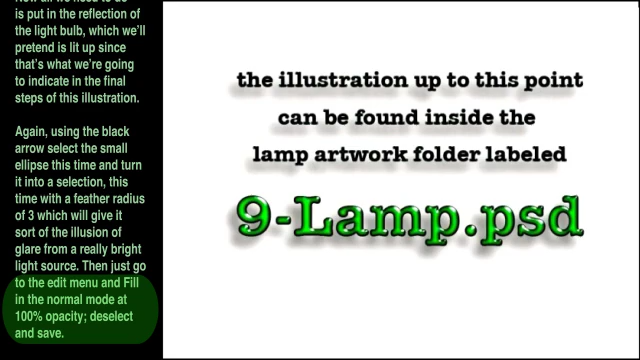 Now all we need to do
is put in the reflection of
the light bulb, which we'll
pretend is lit up since
that's what we're going
to indicate in the final
steps of this illustration.
Again, using the black
arrow select the small
ellipse this time and turn
it into a selection, this
time with a feather radius
of 3 which will give it
sort of the illusion of
glare from a really bright
light source. Then just go
to the edit menu and Fill
in the normal mode at
100% opacity; deselect
and save.
the illustration up to this point
can be found inside the
lamp artwork folder labeled
9-Lamp.psd